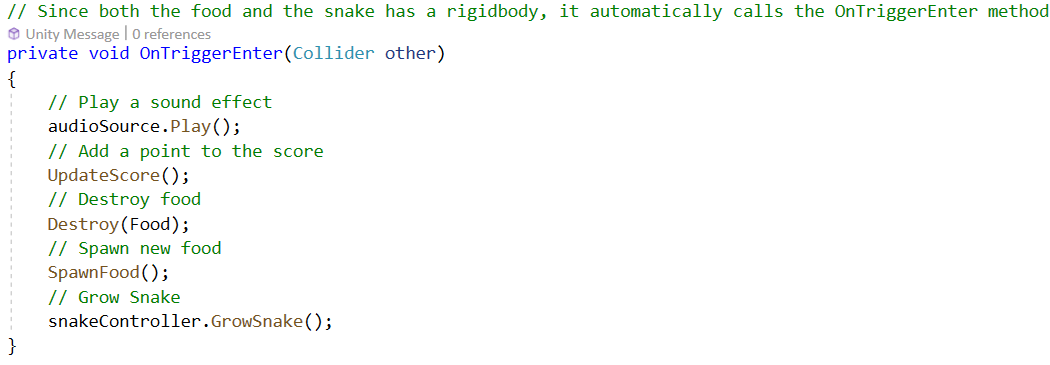 // Since both the food and the snake has a rigidbody, it automatically calls the OnTriggerEnter method
Unity Message | 0 references
private void OnTriggerEnter(Collider other)
{
// Play a sound effect
audioSource.Play();
// Add a point to the score
UpdateScore();
// Destroy food
Destroy(Food);
// Spawn new food
SpawnFood();
// Grow Snake
snakeController.GrowSnake();
}